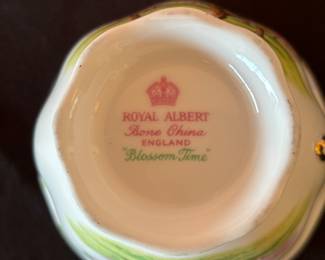 ROYAL ALBERT
Bone China
ENGLAND
"Blossom Time"